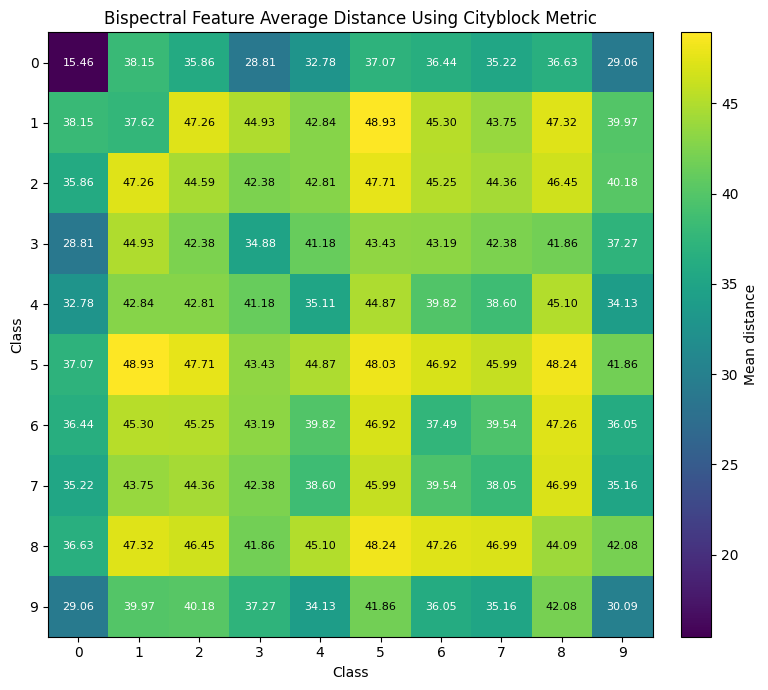 Bispectral Feature Average Distance Using Cityblock Metric
0 15.46 38.15 35.86 28.81 32.78 37.07 36.44 35.22 36.63 29.06
1 38.15 37.62 47.26 44.93 42.84 48.93 45.30 43.75 47.32 39.97
2 35.86 47.26 44.59 42.38 42.81 47.71 45.25 44.36 46.45 40.18
3 28.81 44.93 42.38 34.88 41.18 43.43 43.19 42.38 41.86 37.27
4 32.78 42.84 42.81 41.18 35.11 44.87 39.82 38.60 45.10 34.13
5 37.07 48.93 47.71 43.43 44.87 48.03 46.92 45.99 48.24 41.86
6 36.44 45.30 45.25 43.19 39.82 46.92 37.49 39.54 47.26 36.05
7 35.22 43.75 44.36 42.38 38.60 45.99 39.54 38.05 46.99 35.16
8 36.63 47.32 46.45 41.86 45.10 48.24 47.26 46.99 44.09 42.08
9 29.06 39.97 40.18 37.27 34.13 41.86 36.05 35.16 42.08 30.09
0 1 2 3 4 5 6 7 8 9
Class
Class
45
40
35
30
25
20
Mean distance